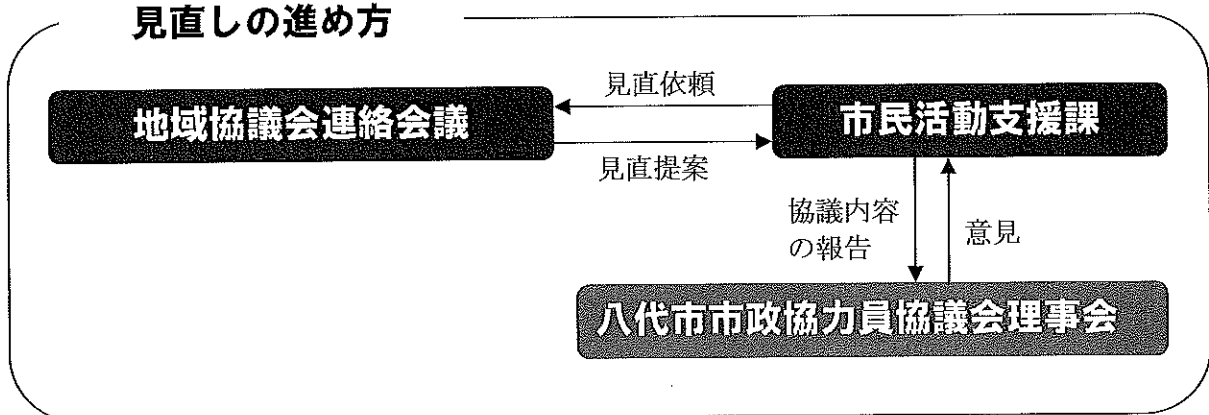 見直しの進め方
見直依頼
地域協議会連絡会議
市民活動支援課
見直提案
協議内容
の報告
意見
八代市市政協力員協議会理事会